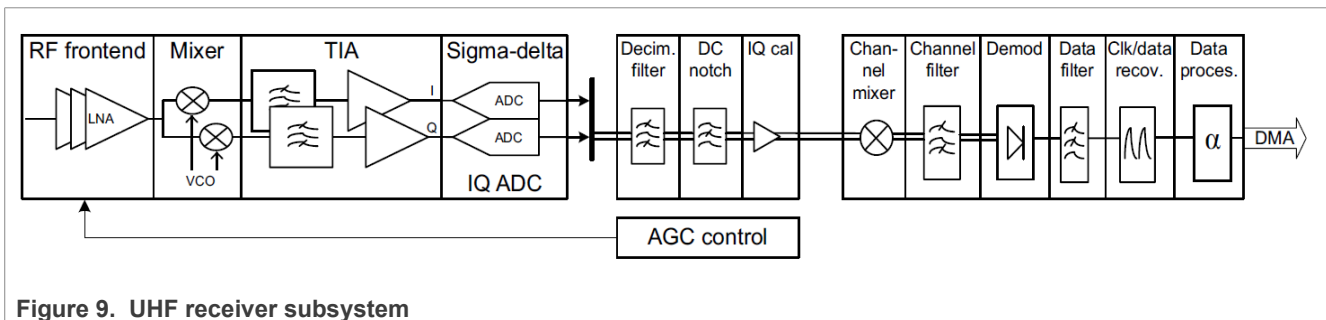 RF frontend
LNA
Mixer
VCO
TIA
I
Q
Sigma-delta
ADC
ADC
IQ ADC
Decim.
filter
DC
notch
IQ cal
AGC control
Chan-
nel
mixer
Channel
filter
Demod
Data
filter
Clk/data
recov.
Data
proces.
α
DMA
Figure 9. UHF receiver subsystem